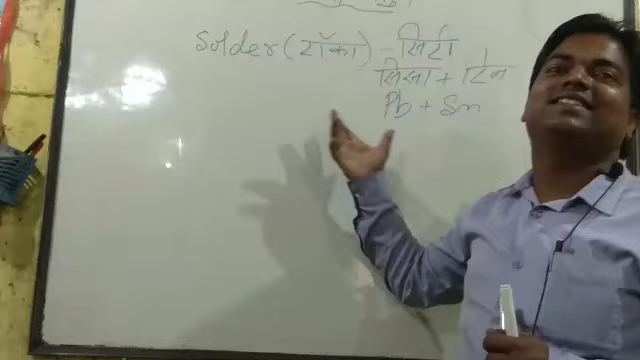 Solder (टाँका) - सिटी
सिसा + टिन
Pb + Sn